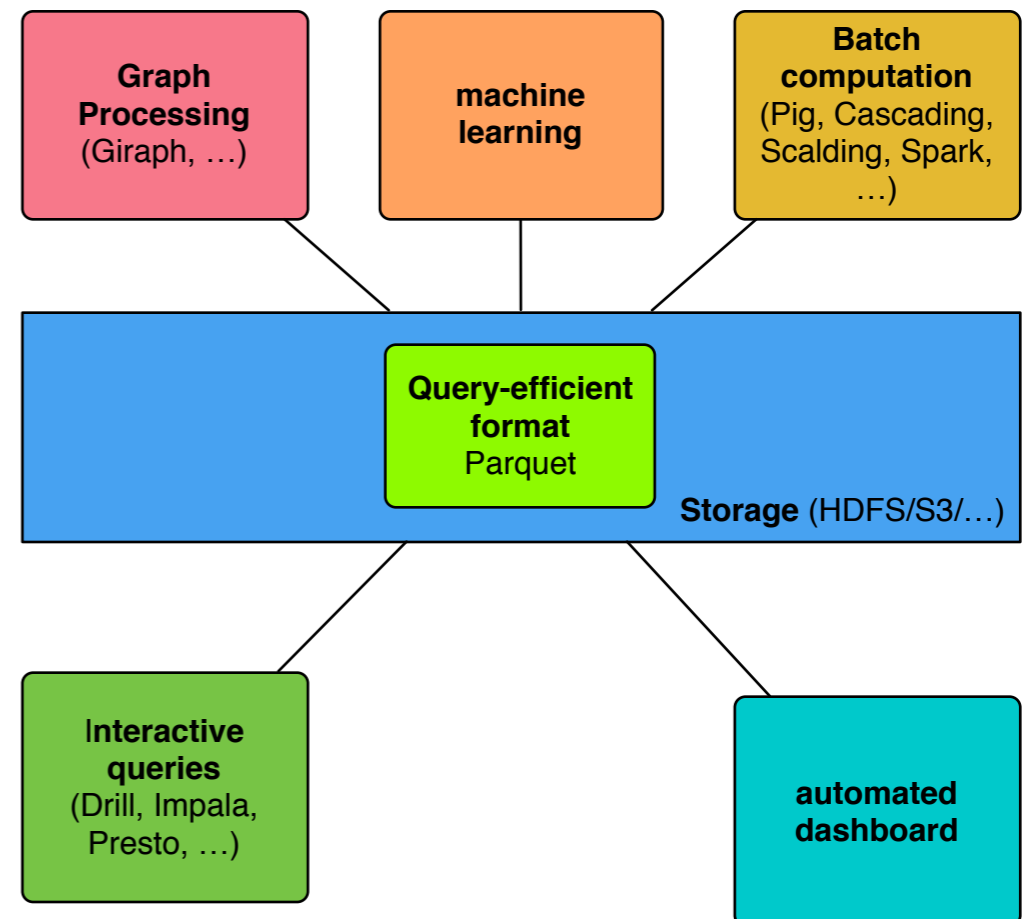 Graph
Processing
(Giraph, …)
machine
learning
Batch
computation
(Pig, Cascading,
Scalding, Spark,
…)
Query-efficient
format
Parquet
Storage (HDFS/S3/…)
Interactive
queries
(Drill, Impala,
Presto, …)
automated
dashboard